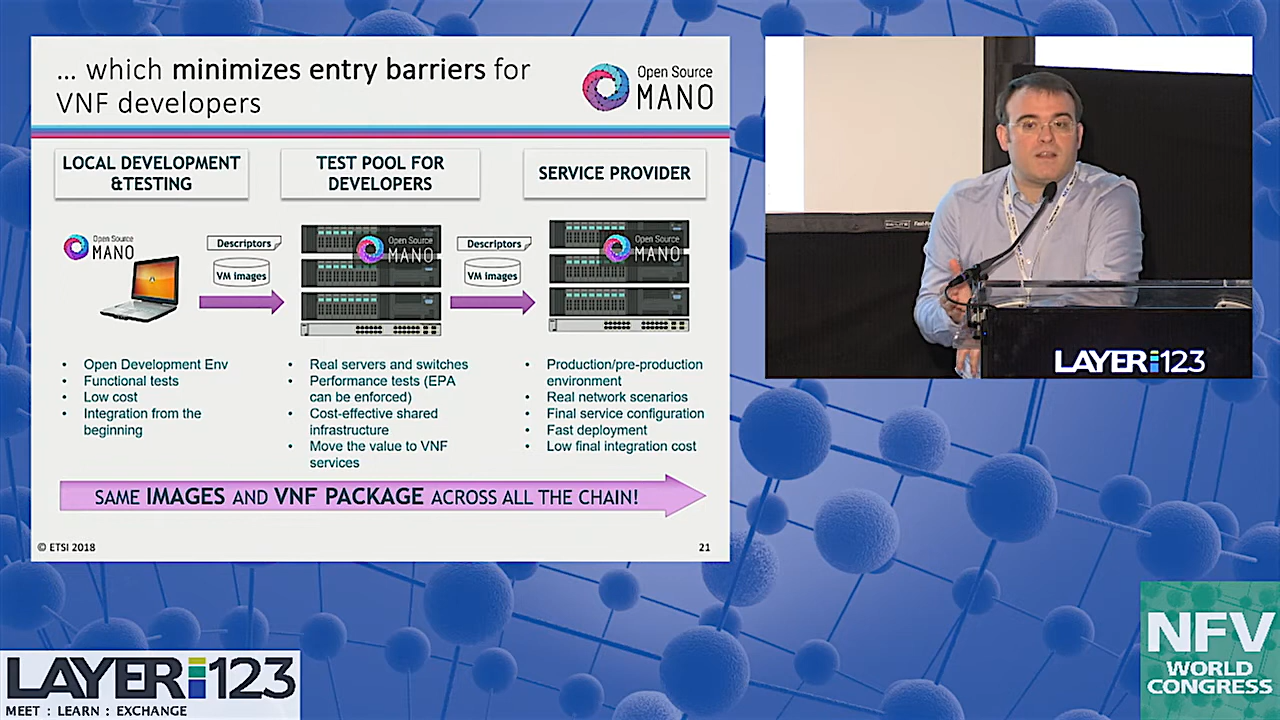 ... which minimizes entry barriers for
VNF developers
Open Source
MANO
LOCAL DEVELOPMENT
&TESTING
TEST POOL FOR
DEVELOPERS
SERVICE PROVIDER
Open Source
MANO
Descriptors
VM images
Open Source
MANO
Descriptors
VM images
Open Source
MANO
• Open Development Env
• Functional tests
• Low cost
• Integration from the
beginning
• Real servers and switches
• Performance tests (EPA
can be enforced)
• Cost-effective shared
infrastructure
• Move the value to VNF
services
• Production/pre-production
environment
• Real network scenarios
• Final service configuration
• Fast deployment
• Low final integration cost
SAME IMAGES AND VNF PACKAGE ACROSS ALL THE CHAIN!
© ETSI 2018
21
LAYER123
LAYER123
MEET : LEARN : EXCHANGE
NFV
WORLD
CONGRESS